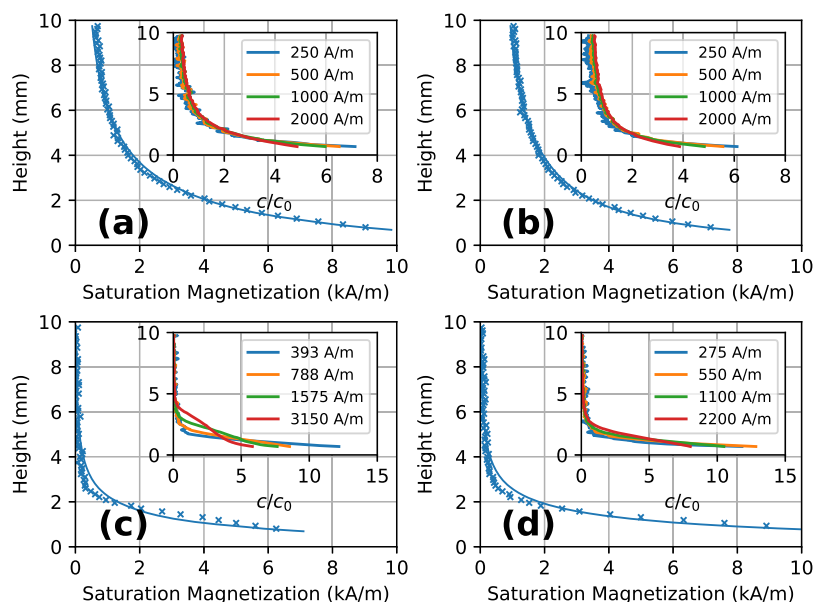 10
8
6
4
2
0
Height (mm)
0 2 4 6 8 10
Saturation Magnetization (kA/m)
(a)
10
5
0
0 2 4 6 8
c/c0
250 A/m
500 A/m
1000 A/m
2000 A/m
10
8
6
4
2
0
Height (mm)
0 2 4 6 8 10
Saturation Magnetization (kA/m)
(b)
10
5
0
0 2 4 6 8
c/c0
250 A/m
500 A/m
1000 A/m
2000 A/m
10
8
6
4
2
0
Height (mm)
0 2 4 6 8 10
Saturation Magnetization (kA/m)
(c)
10
5
0
0 5 10 15
c/c0
393 A/m
788 A/m
1575 A/m
3150 A/m
10
8
6
4
2
0
Height (mm)
0 2 4 6 8 10
Saturation Magnetization (kA/m)
(d)
10
5
0
0 5 10 15
c/c0
275 A/m
550 A/m
1100 A/m
2200 A/m